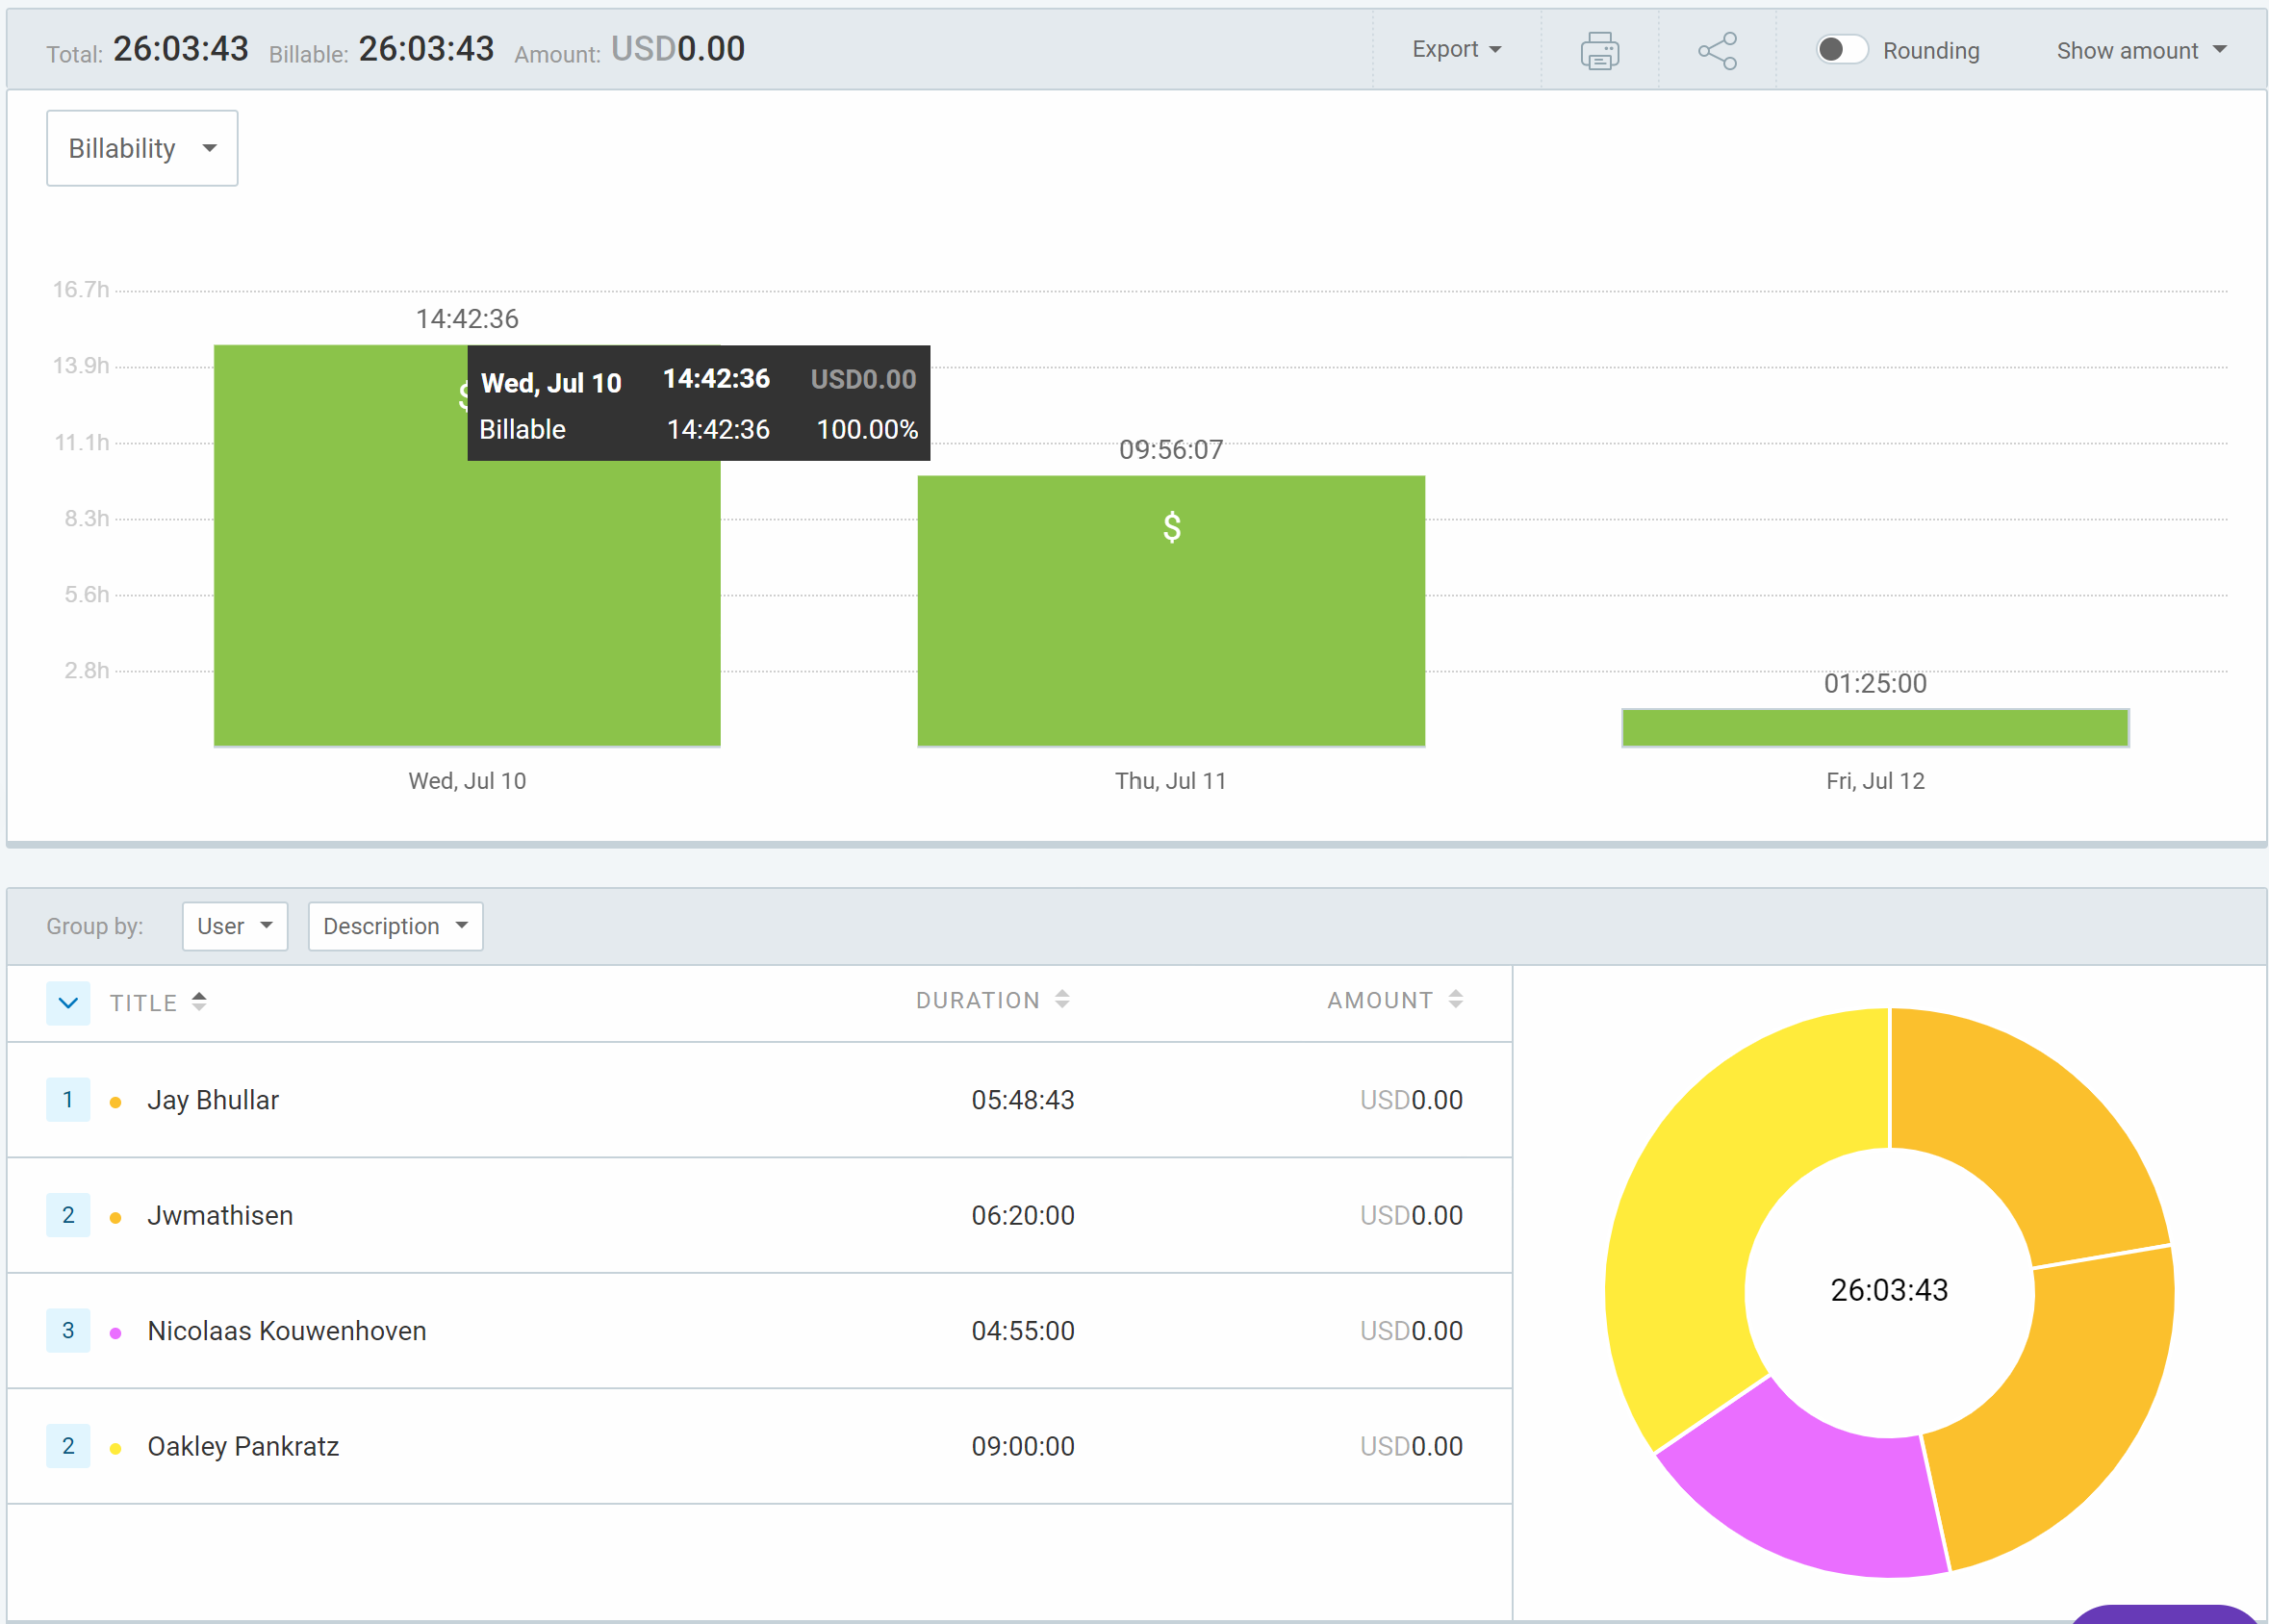 Total: 26:03:43 Billable: 26:03:43 Amount: USD0.00 Export Rounding Show amount
Billability
16.7h
14:42:36
13.9h
$ Wed, Jul 10 14:42:36 USD0.00
Billable 14:42:36 100.00%
11.1h
09:56:07
8.3h
$
5.6h
2.8h
01:25:00
Wed, Jul 10 Thu, Jul 11 Fri, Jul 12
Group by: User Description
TITLE DURATION AMOUNT
1 Jay Bhullar 05:48:43 USD0.00
2 Jwmathisen 06:20:00 USD0.00
26:03:43
3 Nicolaas Kouwenhoven 04:55:00 USD0.00
2 Oakley Pankratz 09:00:00 USD0.00